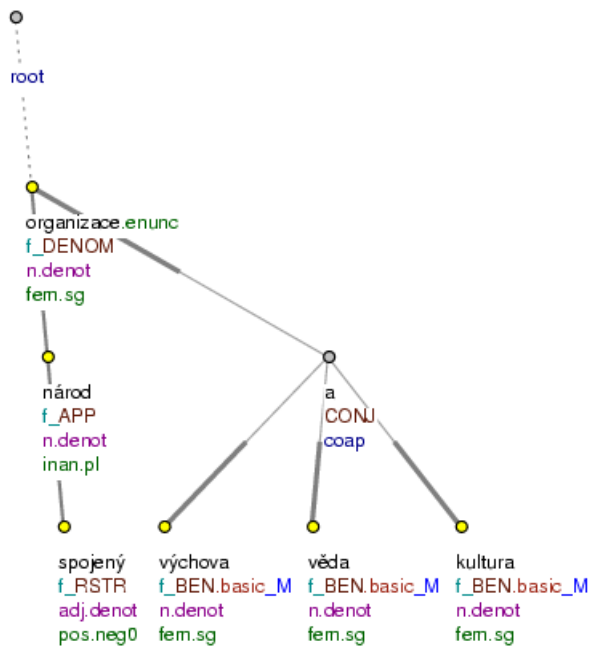 root
organizace.enunc
f_DENOM
n.denot
fem.sg
národ
f_APP
n.denot
inan.pl
a
CONJ
coap
spojený
f_RSTR
adj.denot
pos.neg0
výchova
f_BEN.basic_M
n.denot
fem.sg
věda
f_BEN.basic_M
n.denot
fem.sg
kultura
f_BEN.basic_M
n.denot
fem.sg